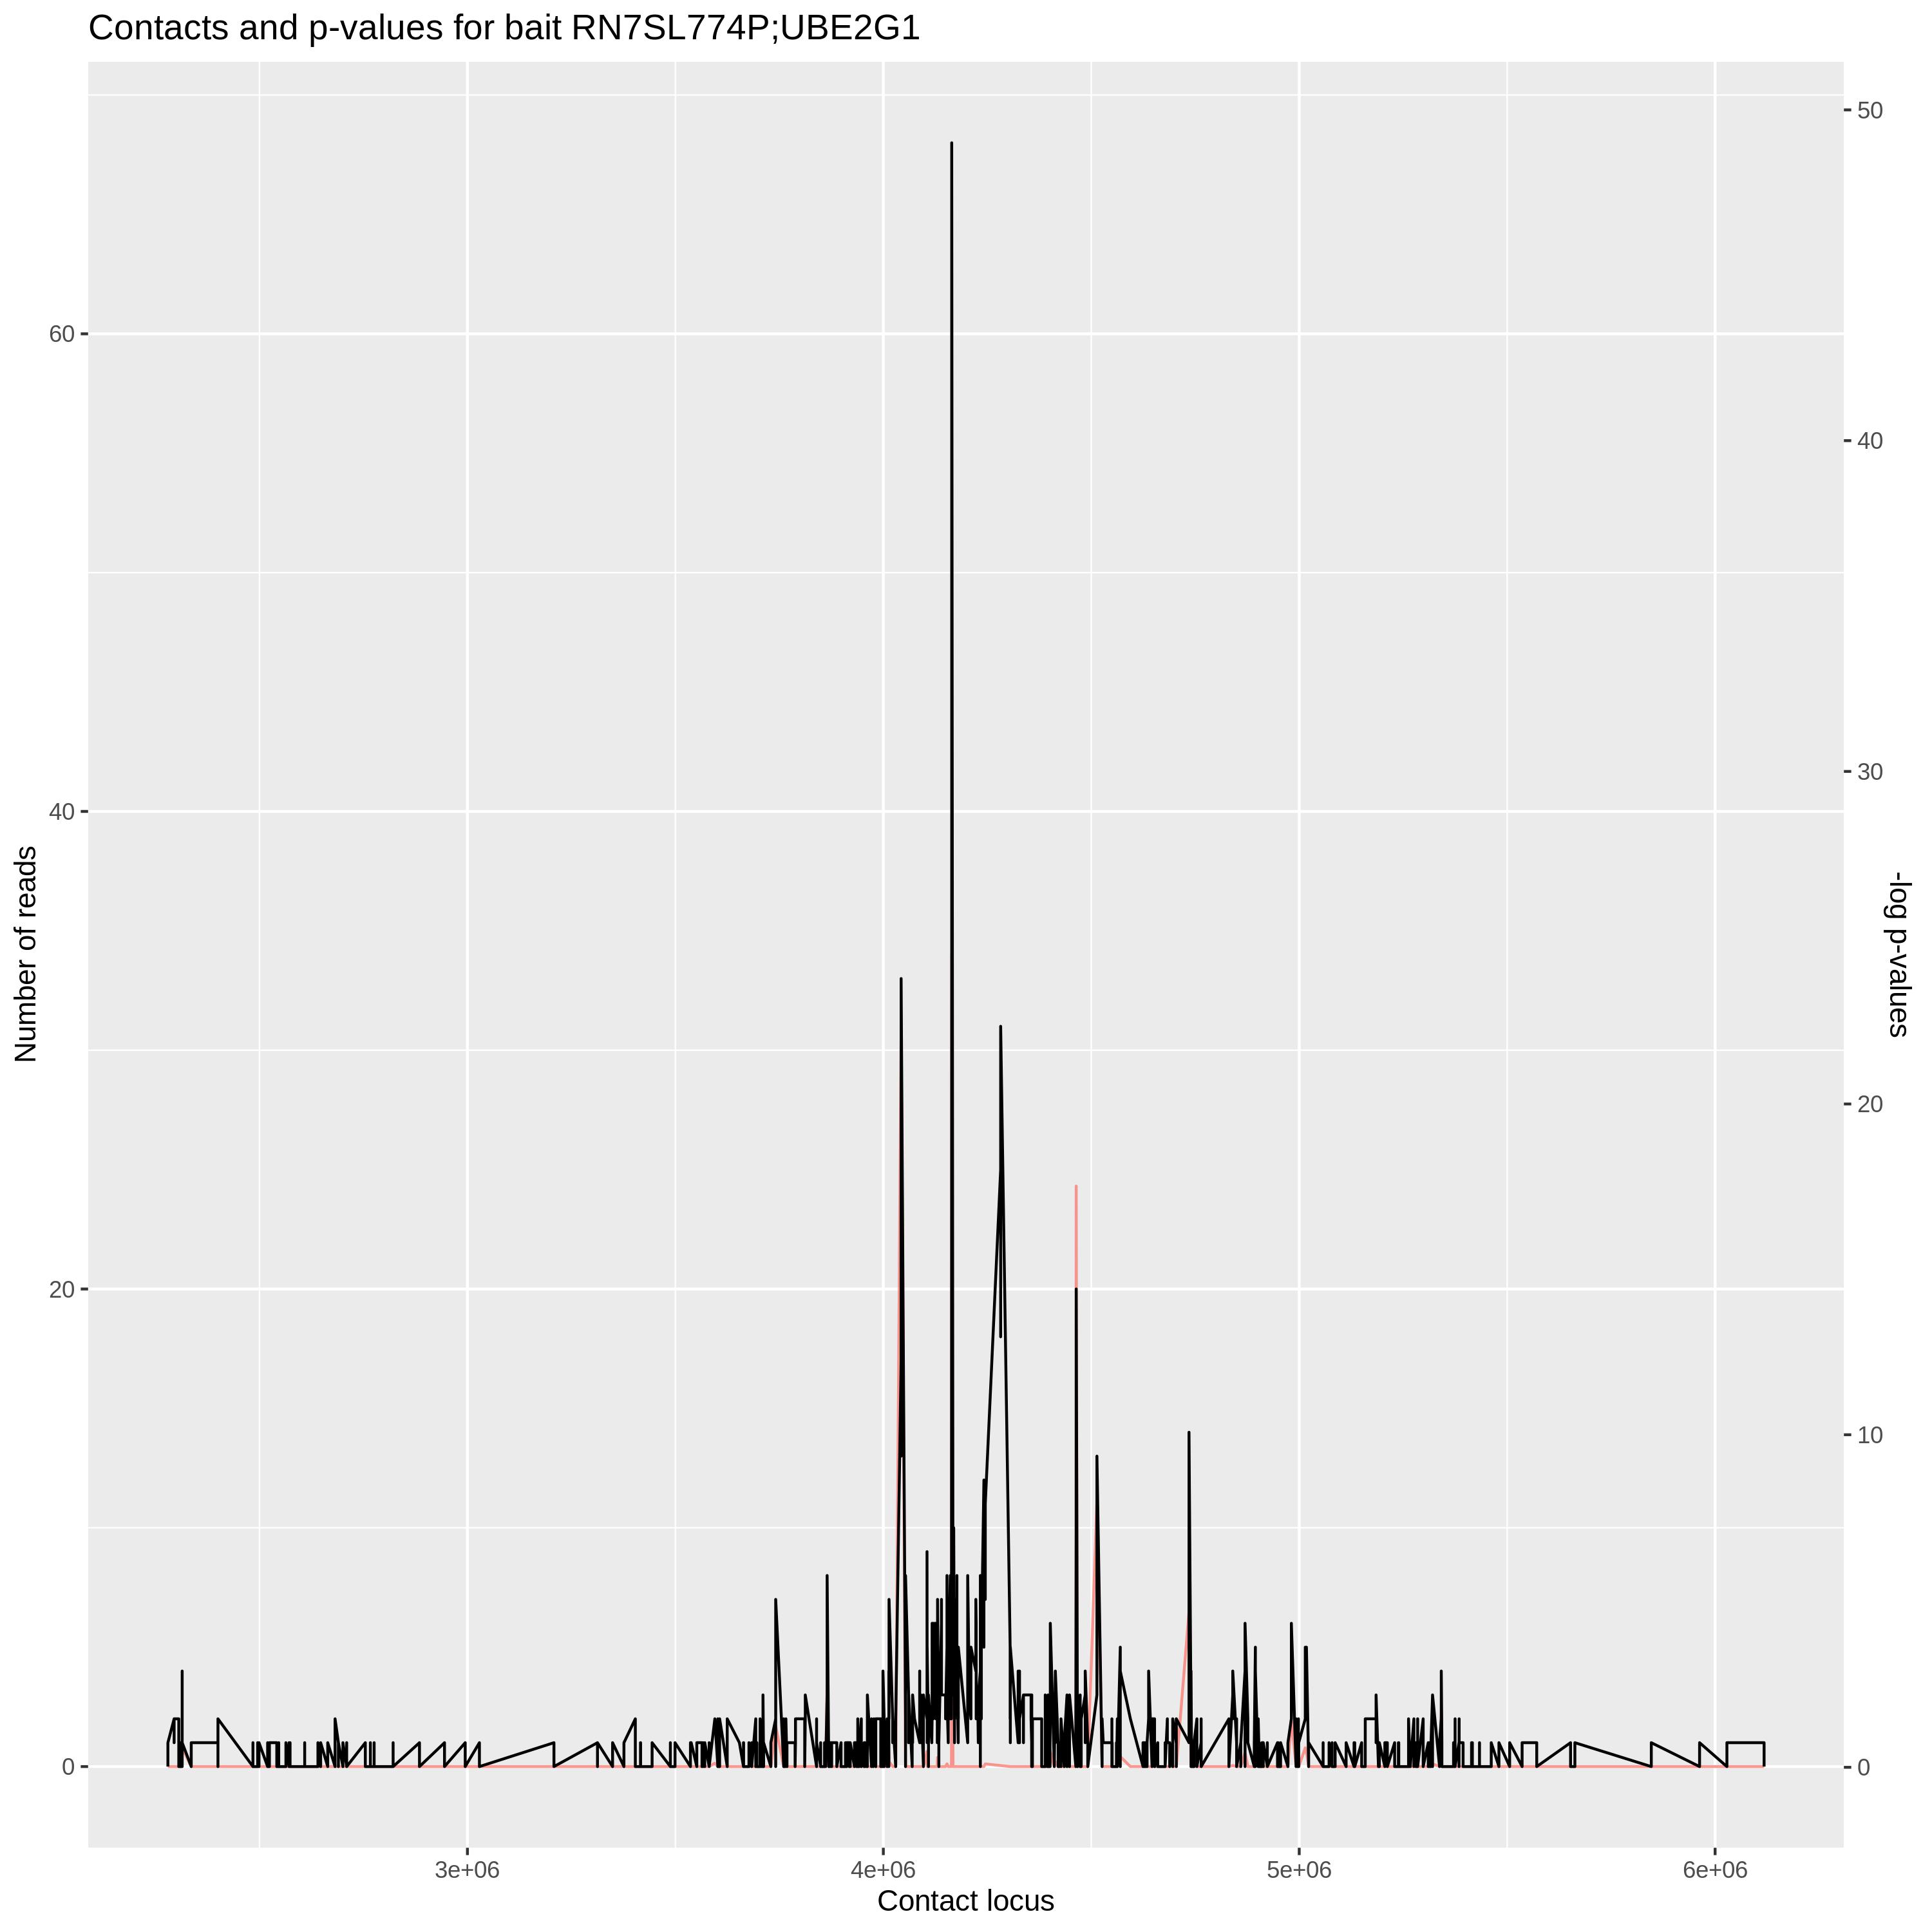 Contacts and p-values for bait RN7SL774P;UBE2G1
Number of reads
60
40
20
0
50
40
30
20
10
0
-log p-values
3e+06
4e+06
5e+06
6e+06
Contact locus